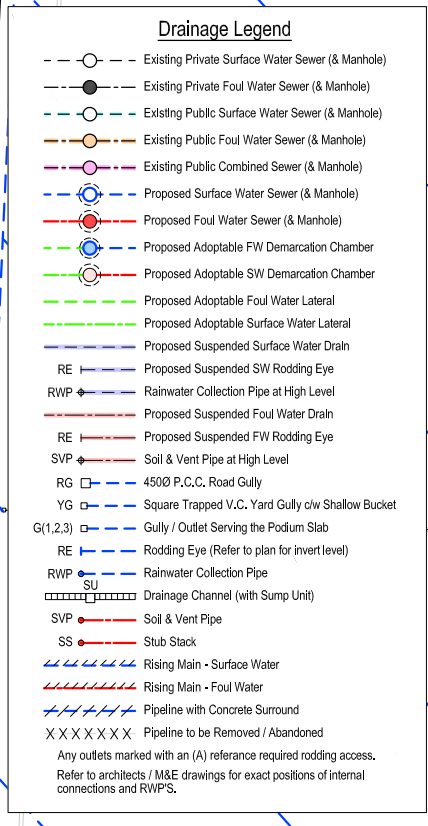 Drainage Legend
Existing Private Surface Water Sewer (& Manhole)
Existing Private Foul Water Sewer (& Manhole)
Existing Public Surface Water Sewer (& Manhole)
Existing Public Foul Water Sewer (& Manhole)
Existing Public Combined Sewer (& Manhole)
Proposed Surface Water Sewer (& Manhole)
Proposed Foul Water Sewer (& Manhole)
Proposed Adoptable FW Demarcation Chamber
Proposed Adoptable SW Demarcation Chamber
Proposed Adoptable Foul Water Lateral
Proposed Adoptable Surface Water Lateral
Proposed Suspended Surface Water Drain
RE Proposed Suspended SW Rodding Eye
RWP Rainwater Collection Pipe at High Level
Proposed Suspended Foul Water Drain
RE Proposed Suspended FW Rodding Eye
SVP Soil & Vent Pipe at High Level
RG 450Ø P.C.C. Road Gully
YG Square Trapped V.C. Yard Gully c/w Shallow Bucket
G(1,2,3) Gully / Outlet Serving the Podium Slab
RE Rodding Eye (Refer to plan for invert level)
RWP Rainwater Collection Pipe
SU
Drainage Channel (with Sump Unit)
SVP Soil & Vent Pipe
SS Stub Stack
Rising Main - Surface Water
Rising Main - Foul Water
Pipeline with Concrete Surround
X X X X X X X Pipeline to be Removed / Abandoned
Any outlets marked with an (A) referance required rodding access.
Refer to architects / M&E drawings for exact positions of internal
connections and RWP'S.